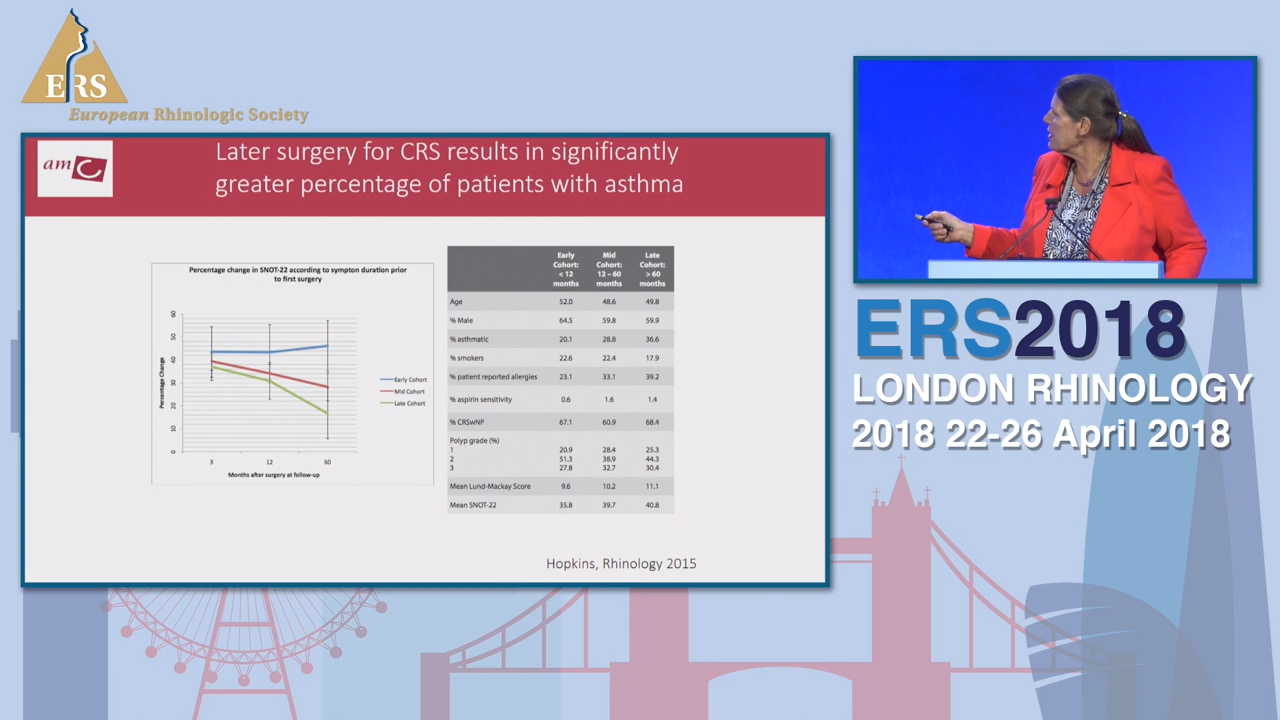 ERS
European Rhinologic Society
amC
Later surgery for CRS results in significantly
greater percentage of patients with asthma
Percentage change in SNOT-22 according to sympton duration prior
to first surgery
Percentage Change
60
50
40
30
20
10
0
3 12 60
Months after surgery at follow-up
Early Cohort
Mid Cohort
Late Cohort
Early Cohort: < 12 months
Mid Cohort: 12 – 60 months
Late Cohort: > 60 months
Age 52.0 48.6 49.8
% Male 64.5 59.8 59.9
% asthmatic 20.1 28.8 36.6
% smokers 22.6 22.4 17.9
% patient reported allergies 23.1 33.1 39.2
% aspirin sensitivity 0.6 1.6 1.4
% CRSwNP 67.1 60.9 68.4
Polyp grade (%)
1 20.9 28.4 25.3
2 51.3 38.9 44.3
3 27.8 32.7 30.4
Mean Lund-Mackay Score 9.6 10.2 11.1
Mean SNOT-22 35.8 39.7 40.8
Hopkins, Rhinology 2015
ERS2018
LONDON RHINOLOGY
2018 22-26 April 2018